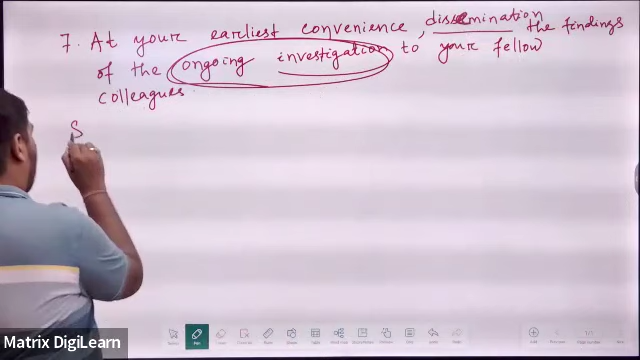 7. At your earliest convenience, dissemination the findings
of the ongoing investigation to your fellow
colleagues.
S
Matrix DigiLearn